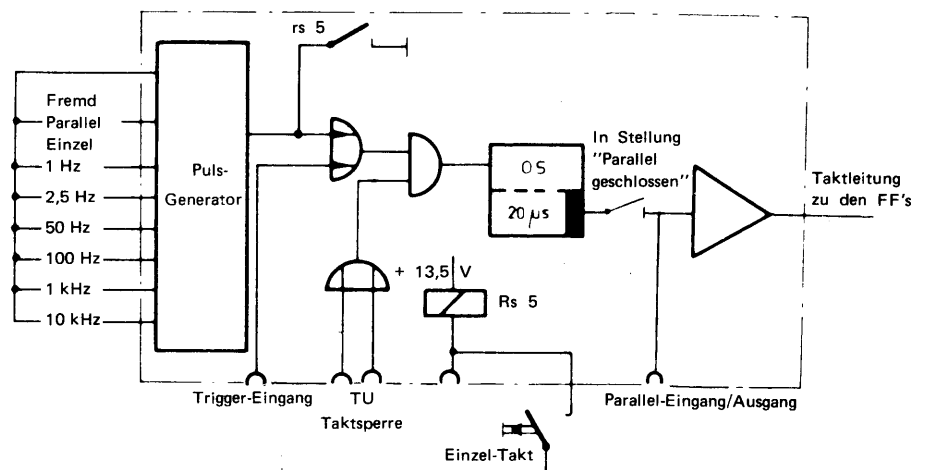 rs 5
Fremd
Parallel
Einzel
1 Hz
2,5 Hz
50 Hz
100 Hz
1 kHz
10 kHz
Puls-
Generator
OS
20 µs
In Stellung
"Parallel
geschlossen"
Taktleitung
zu den FF's
+ 13,5 V
Rs 5
Trigger-Eingang
TU
Taktsperre
Einzel-Takt
Parallel-Eingang/Ausgang